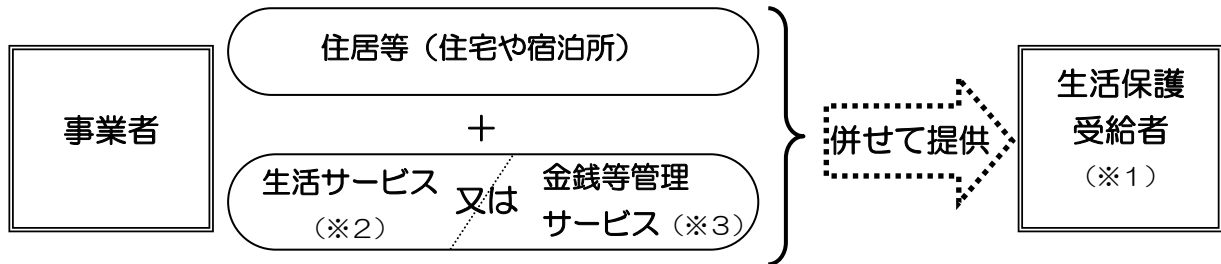 事業者
住居等（住宅や宿泊所）
＋
生活サービス
（※２）
又は
金銭等管理
サービス（※３）
併せて提供
生活保護
受給者
（※１）